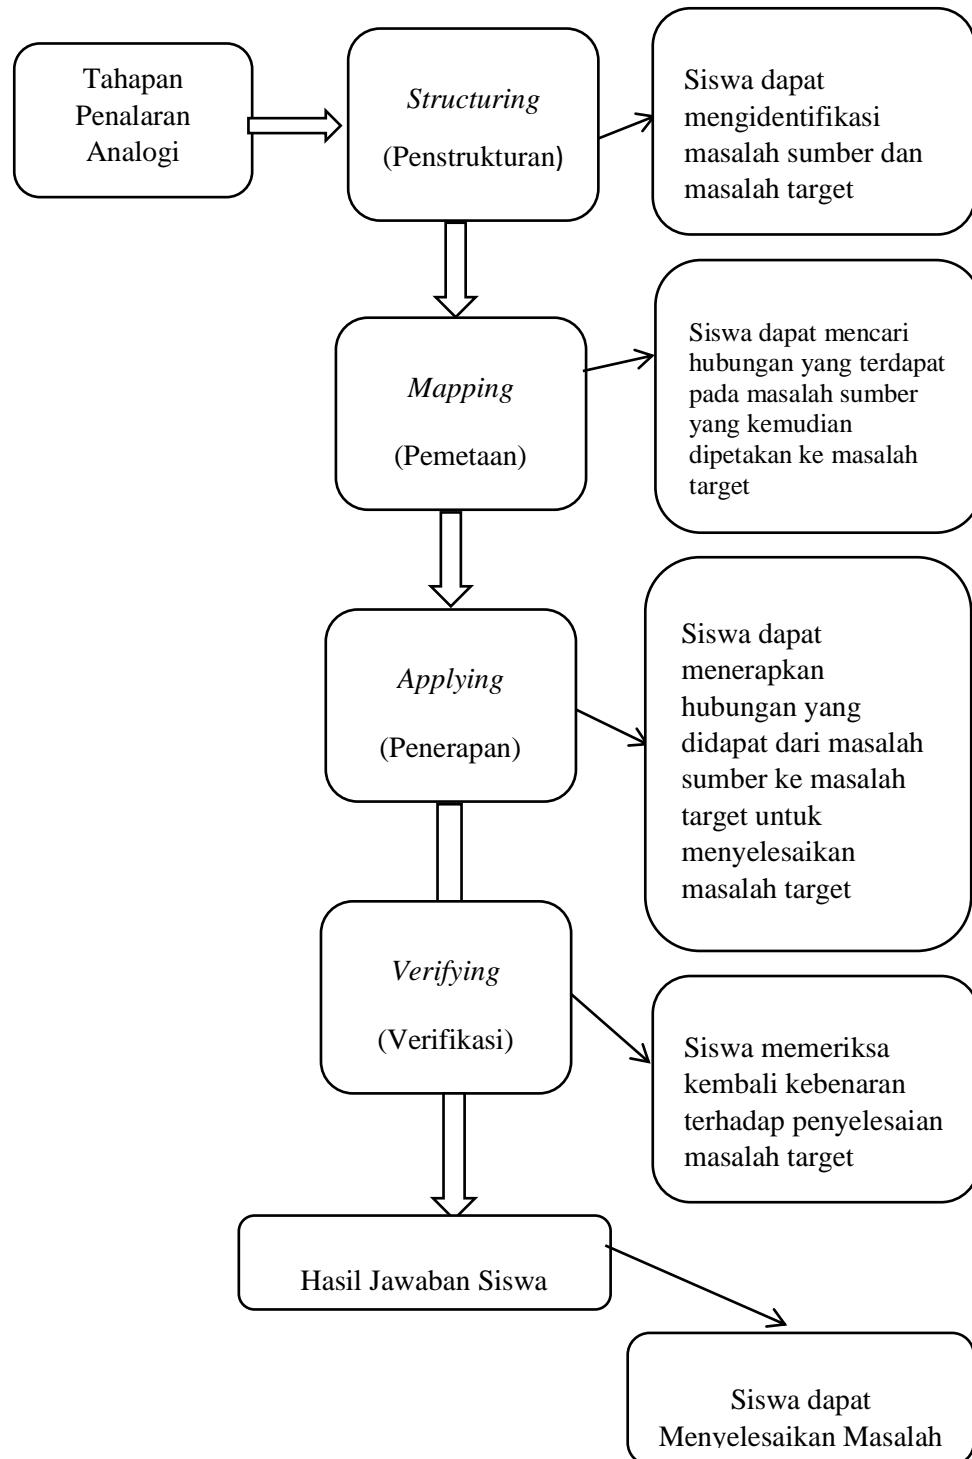 Tahapan
Penalaran
Analogi
Structuring
(Penstrukturan)
Siswa dapat
mengidentifikasi
masalah sumber dan
masalah target
Mapping
(Pemetaan)
Siswa dapat mencari
hubungan yang terdapat
pada masalah sumber
yang kemudian
dipetakan ke masalah
target
Applying
(Penerapan)
Siswa dapat
menerapkan
hubungan yang
didapat dari masalah
sumber ke masalah
target untuk
menyelesaikan
masalah target
Verifying
(Verifikasi)
Siswa memeriksa
kembali kebenaran
terhadap penyelesaian
masalah target
Hasil Jawaban Siswa
Siswa dapat
Menyelesaikan Masalah